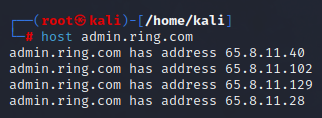 ┌──(root㉿kali)-[/home/kali]
└─# host admin.ring.com
admin.ring.com has address 65.8.11.40
admin.ring.com has address 65.8.11.102
admin.ring.com has address 65.8.11.129
admin.ring.com has address 65.8.11.28